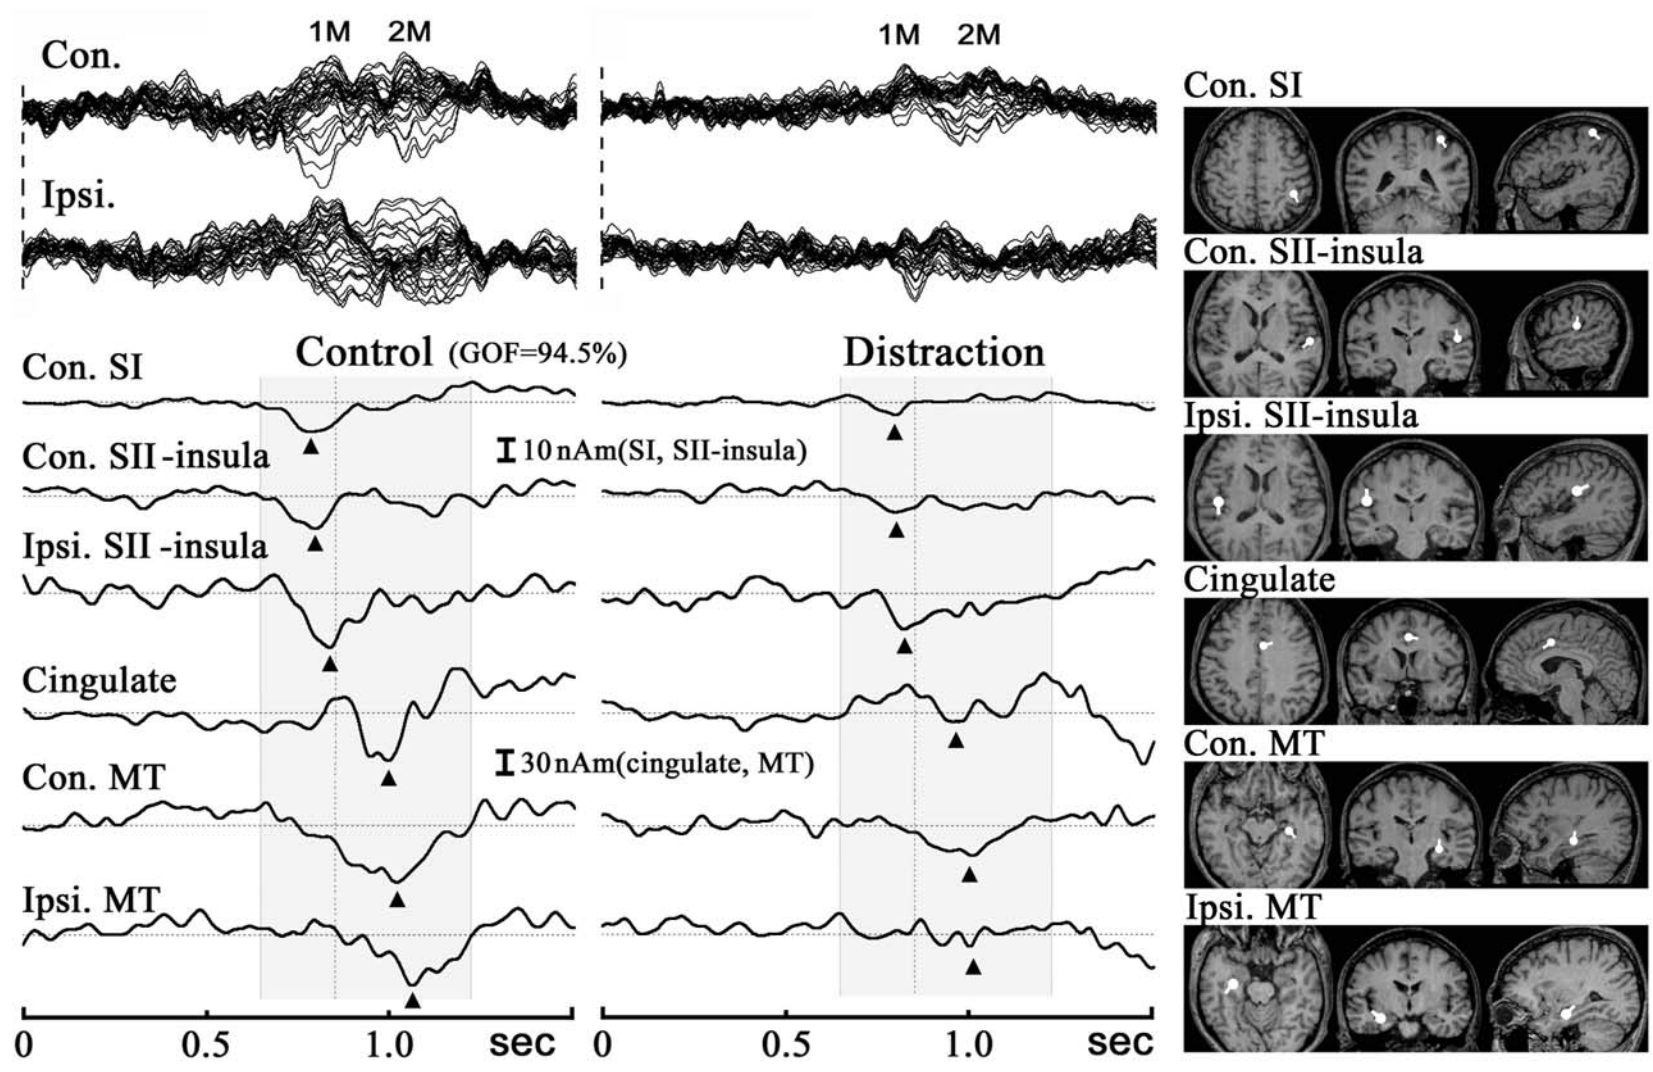 1M 2M
Con.
Ipsi.
1M 2M
Control (GOF=94.5%)
Distraction
Con. SI
10 nAm(SI, SII-insula)
Con. SII-insula
Ipsi. SII-insula
Cingulate
30 nAm(cingulate, MT)
Con. MT
Ipsi. MT
0 0.5 1.0 sec
0 0.5 1.0 sec
Con. SI
Con. SII-insula
Ipsi. SII-insula
Cingulate
Con. MT
Ipsi. MT